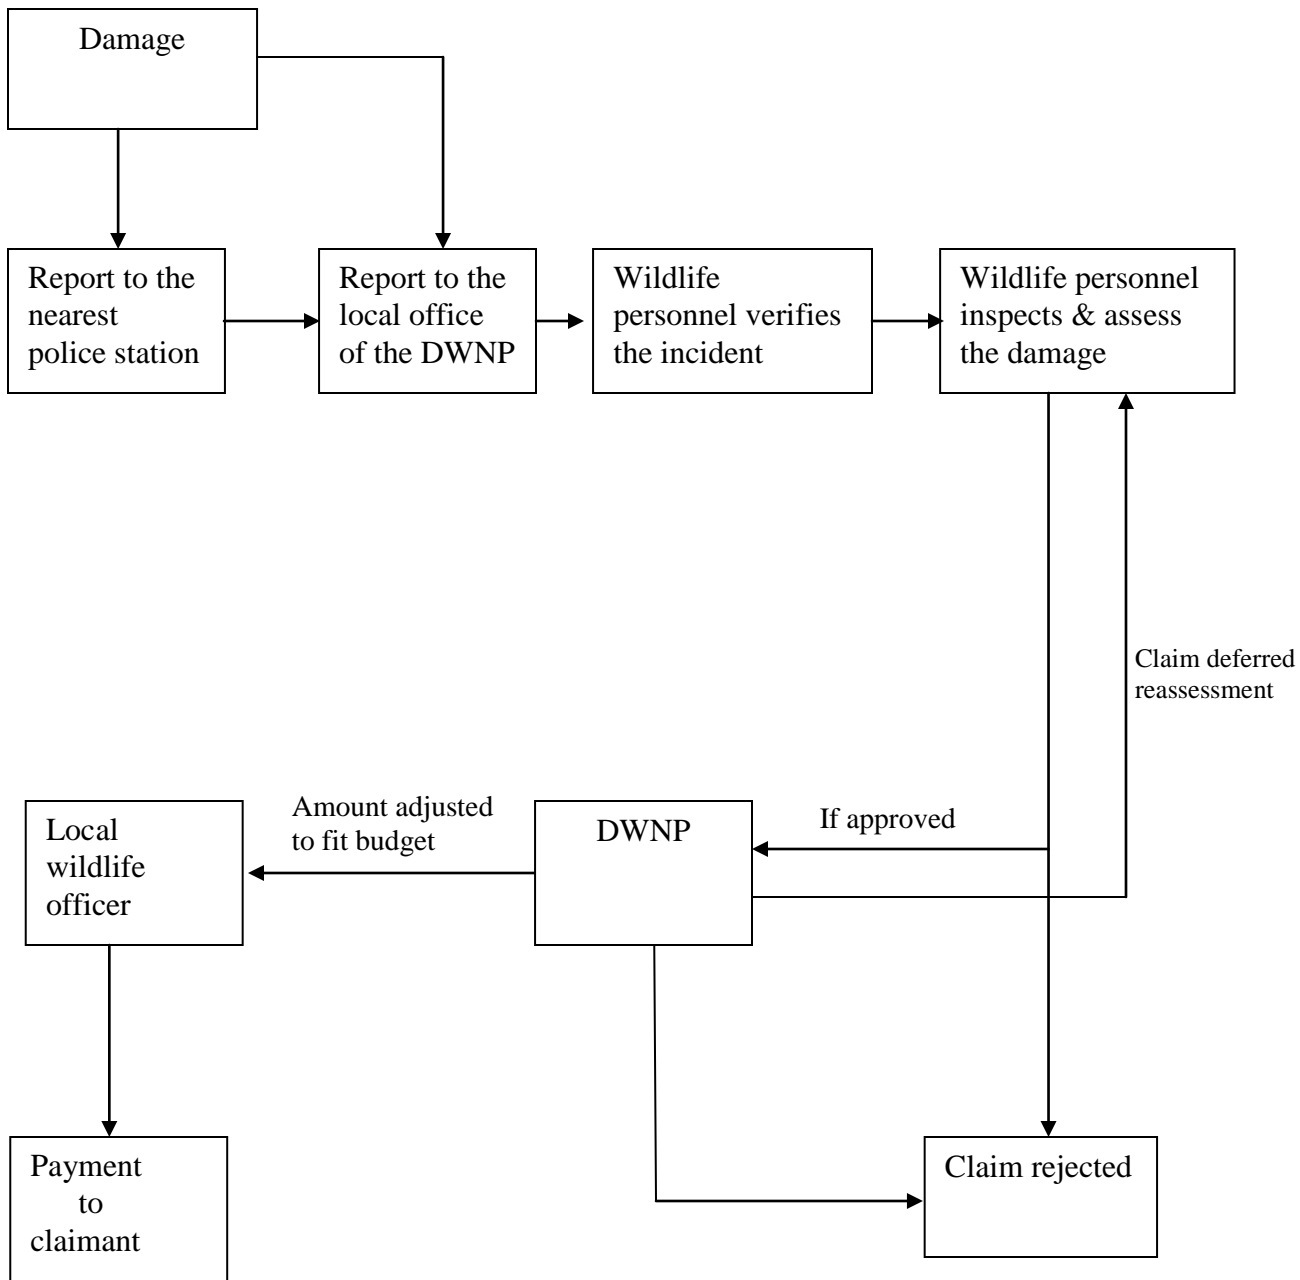 Damage
Report to the
nearest
police station
Report to the
local office
of the DWNP
Wildlife
personnel verifies
the incident
Wildlife personnel
inspects & assess
the damage
Claim deferred
reassessment
Local
wildlife
officer
Amount adjusted
to fit budget
DWNP
If approved
Payment
to
claimant
Claim rejected